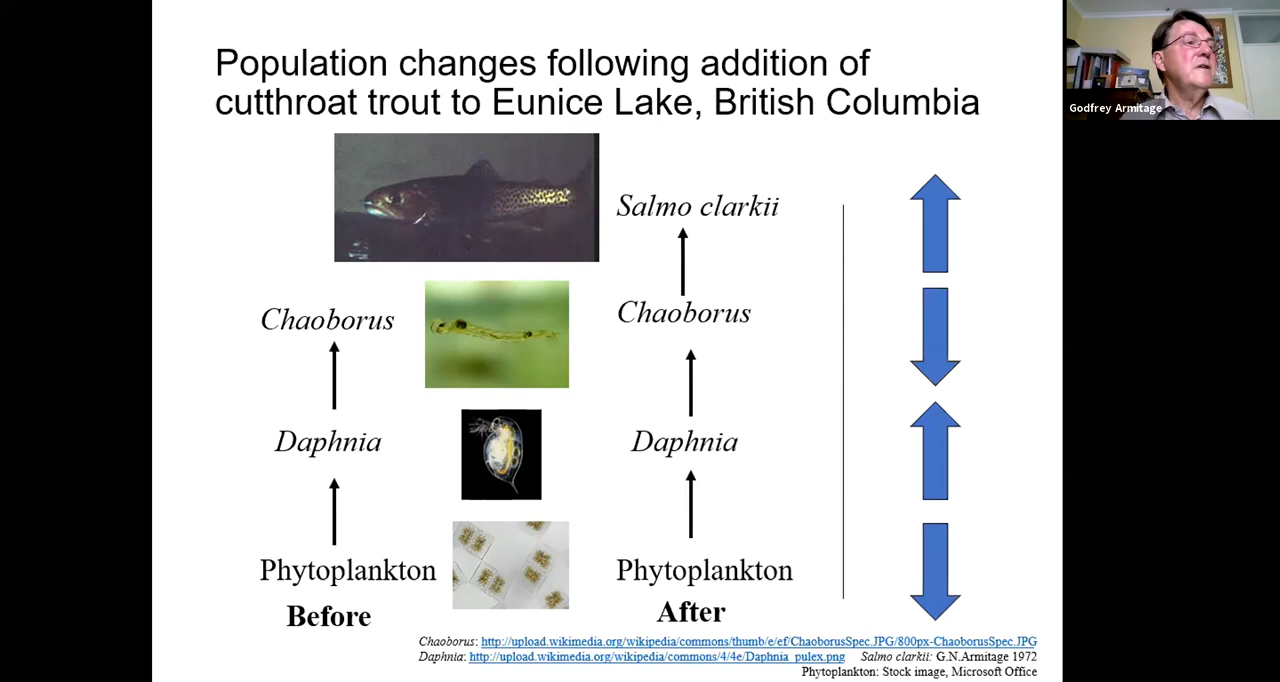 Population changes following addition of
cutthroat trout to Eunice Lake, British Columbia
Godfrey Armitage
Salmo clarkii
Chaoborus
Chaoborus
Daphnia
Daphnia
Phytoplankton
Phytoplankton
Before
After
Chaoborus: http://upload.wikimedia.org/wikipedia/commons/thumb/e/ef/ChaoborusSpec.JPG/800px-ChaoborusSpec.JPG
Daphnia: http://upload.wikimedia.org/wikipedia/commons/4/4e/Daphnia_pulex.png Salmo clarkii: G.N.Armitage 1972
Phytoplankton: Stock image, Microsoft Office